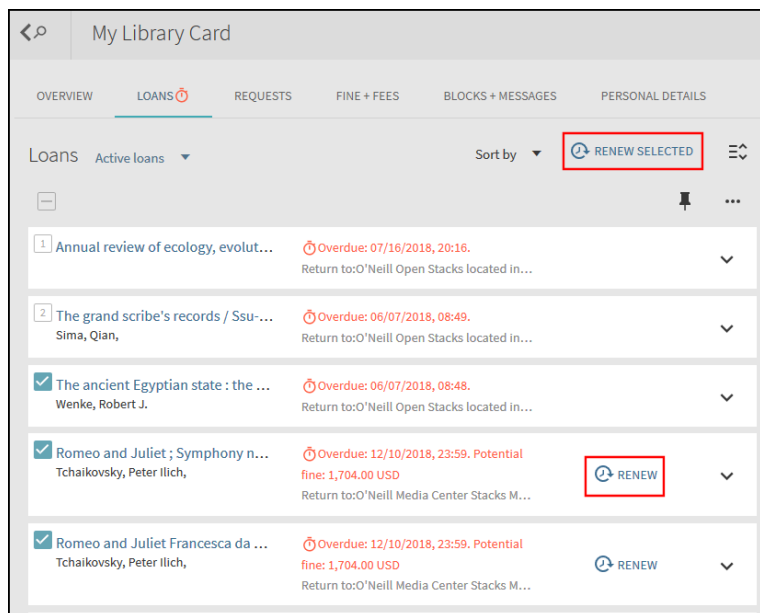 My Library Card
OVERVIEW LOANS REQUESTS FINE + FEES BLOCKS + MESSAGES PERSONAL DETAILS
Loans Active loans Sort by RENEW SELECTED
1 Annual review of ecology, evolut... Overdue: 07/16/2018, 20:16.
Return to:O'Neill Open Stacks located in...
2 The grand scribe's records / Ssu-... Overdue: 06/07/2018, 08:49.
Sima, Qian, Return to:O'Neill Open Stacks located in...
The ancient Egyptian state : the ... Overdue: 06/07/2018, 08:48.
Wenke, Robert J. Return to:O'Neill Open Stacks located in...
Romeo and Juliet ; Symphony n... Overdue: 12/10/2018, 23:59. Potential
Tchaikovsky, Peter Ilich, fine: 1,704.00 USD RENEW
Return to:O'Neill Media Center Stacks M...
Romeo and Juliet Francesca da ... Overdue: 12/10/2018, 23:59. Potential
Tchaikovsky, Peter Ilich, fine: 1,704.00 USD RENEW
Return to:O'Neill Media Center Stacks M...